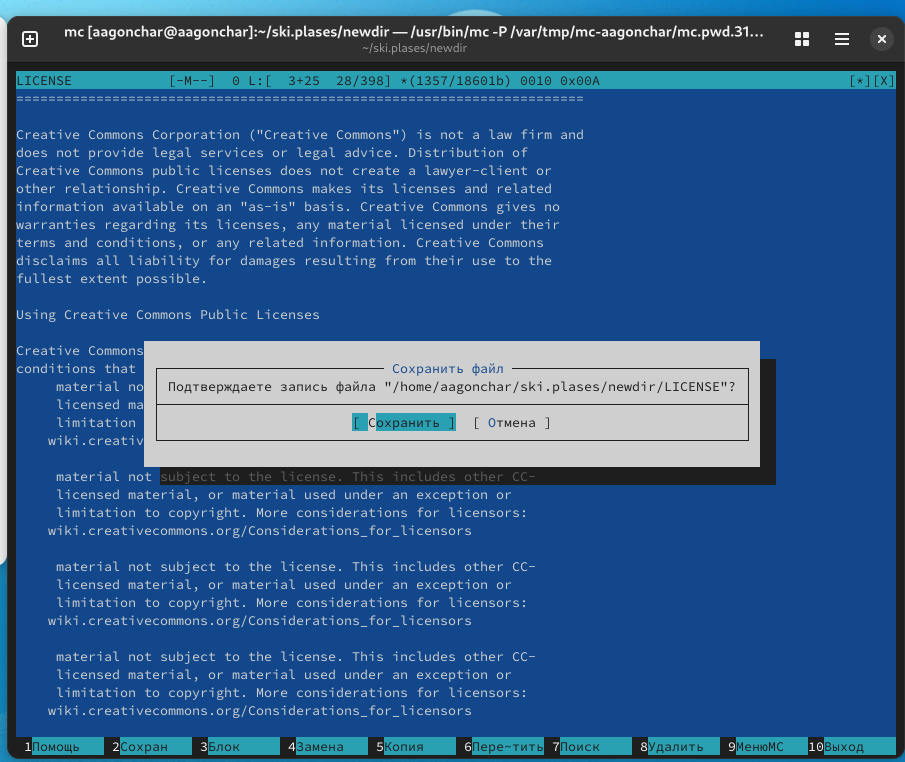 mc [aagonchar@aagonchar]:~/ski.plases/newdir — /usr/bin/mc -P /var/tmp/mc-aagonchar/mc.pwd.31...
~/ski.plases/newdir
LICENSE [-M--] 0 L:[ 3+25 28/398] *(1357/18601b) 0010 0x00A [*][X]
=======================================================================
Creative Commons Corporation ("Creative Commons") is not a law firm and
does not provide legal services or legal advice. Distribution of
Creative Commons public licenses does not create a lawyer-client or
other relationship. Creative Commons makes its licenses and related
information available on an "as-is" basis. Creative Commons gives no
warranties regarding its licenses, any material licensed under their
terms and conditions, or any related information. Creative Commons
disclaims all liability for damages resulting from their use to the
fullest extent possible.
Using Creative Commons Public Licenses
Creative Commons
conditions that
Сохранить файл
material no
Подтверждаете запись файла "/home/aagonchar/ski.plases/newdir/LICENSE"?
licensed ma
limitation
[ Сохранить ] [ Отмена ]
wiki.creativ
material not subject to the license. This includes other CC-
licensed material, or material used under an exception or
limitation to copyright. More considerations for licensors:
wiki.creativecommons.org/Considerations_for_licensors
material not subject to the license. This includes other CC-
licensed material, or material used under an exception or
limitation to copyright. More considerations for licensors:
wiki.creativecommons.org/Considerations_for_licensors
material not subject to the license. This includes other CC-
licensed material, or material used under an exception or
limitation to copyright. More considerations for licensors:
wiki.creativecommons.org/Considerations_for_licensors
1Помощь 2Сохран 3Блок 4Замена 5Копия 6Пере~тить 7Поиск 8Удалить 9МенюMC 10Выход